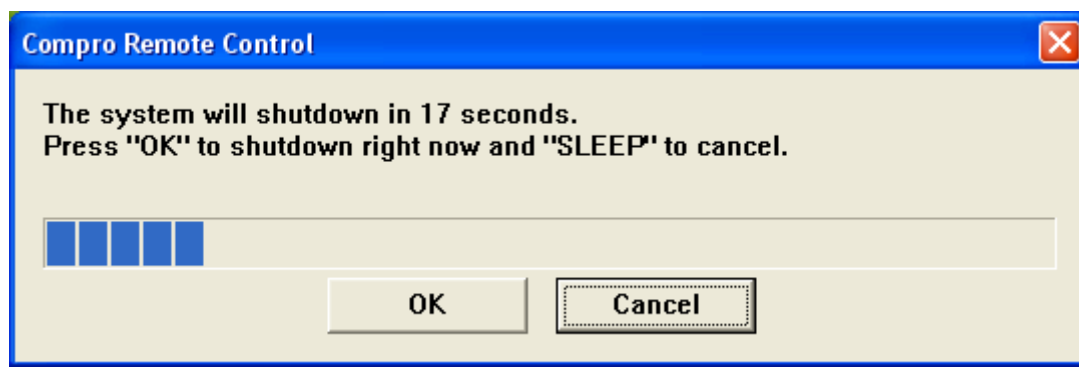 Compro Remote Control
The system will shutdown in 17 seconds.
Press "OK" to shutdown right now and "SLEEP" to cancel.
OK
Cancel